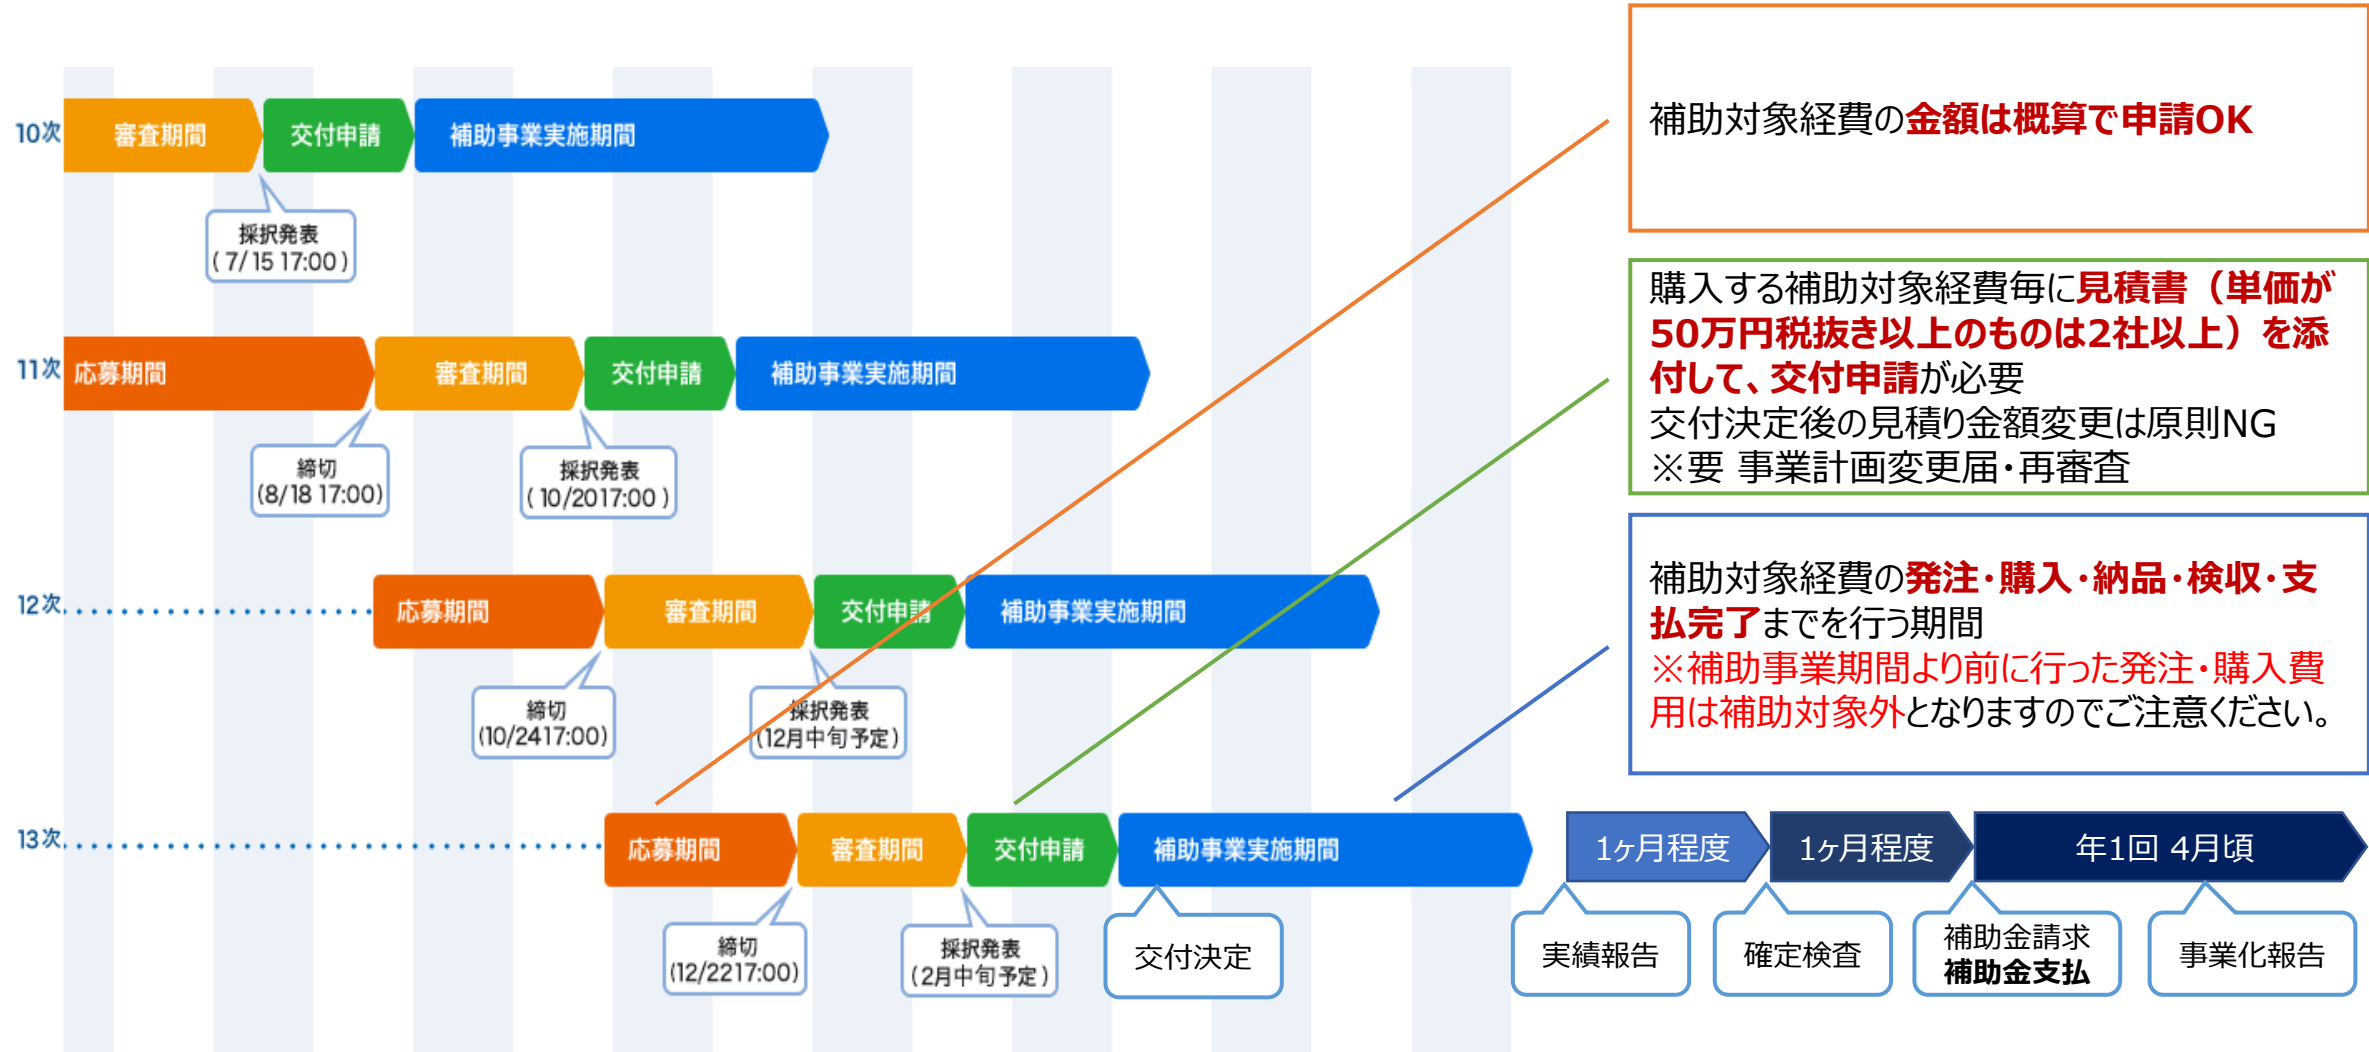 10次
審査期間
交付申請
補助事業実施期間
採択発表
( 7/15 17:00 )
11次
応募期間
審査期間
交付申請
補助事業実施期間
締切
(8/18 17:00)
採択発表
( 10/2017:00 )
12次
応募期間
審査期間
交付申請
補助事業実施期間
締切
(10/2417:00)
採択発表
(12月中旬予定)
13次
応募期間
審査期間
交付申請
補助事業実施期間
締切
(12/2217:00)
採択発表
(2月中旬予定)
交付決定
補助対象経費の金額は概算で申請OK
購入する補助対象経費毎に見積書（単価が
50万円税抜き以上のものは2社以上）を添
付して、交付申請が必要
交付決定後の見積り金額変更は原則NG
※要 事業計画変更届・再審査
補助対象経費の発注・購入・納品・検収・支
払完了までを行う期間
※補助事業期間より前に行った発注・購入費
用は補助対象外となりますのでご注意ください。
1ヶ月程度
1ヶ月程度
年1回 4月頃
実績報告
確定検査
補助金請求
補助金支払
事業化報告